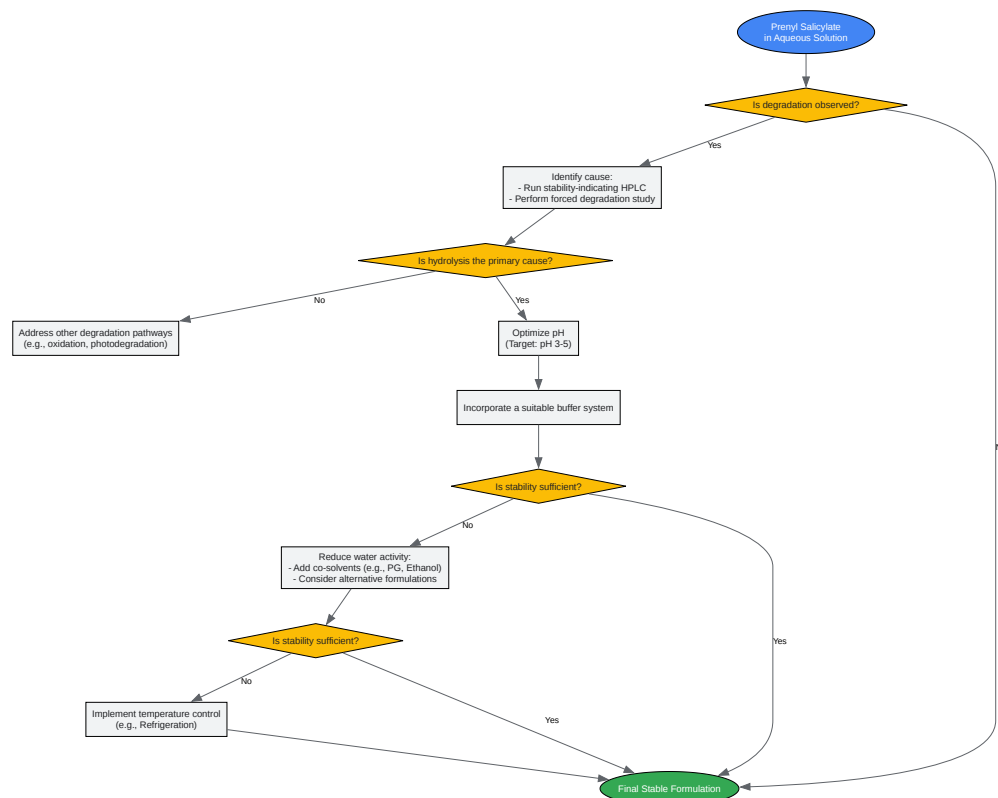 Prenyl Salicylate
in Aqueous Solution
Is degradation observed?
Yes
Identify cause:
- Run stability-indicating HPLC
- Perform forced degradation study
Is hydrolysis the primary cause?
No
Yes
Address other degradation pathways
(e.g., oxidation, photodegradation)
Optimize pH
(Target: pH 3-5)
Incorporate a suitable buffer system
Is stability sufficient?
No
Reduce water activity:
- Add co-solvents (e.g., PG, Ethanol)
- Consider alternative formulations
Is stability sufficient?
Yes
No
Implement temperature control
(e.g., Refrigeration)
Yes
Final Stable Formulation